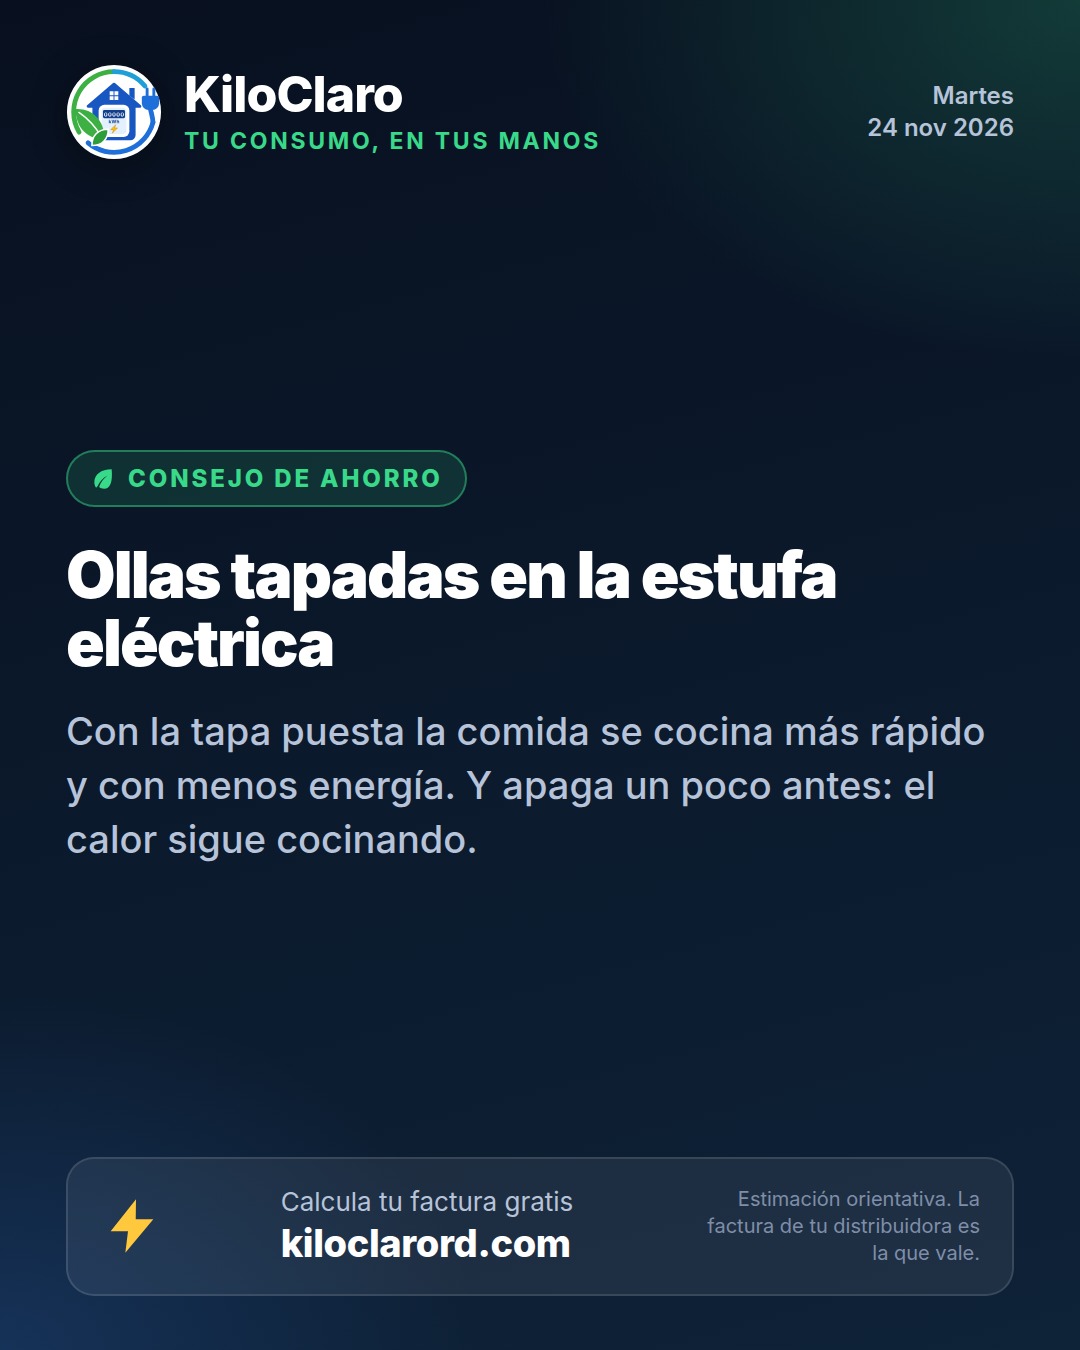 KiloClaro
TU CONSUMO, EN TUS MANOS
Martes
24 nov 2026
CONSEJO DE AHORRO
Ollas tapadas en la estufa
eléctrica
Con la tapa puesta la comida se cocina más rápido
y con menos energía. Y apaga un poco antes: el
calor sigue cocinando.
Calcula tu factura gratis
kiloclarord.com
Estimación orientativa. La
factura de tu distribuidora es
la que vale.